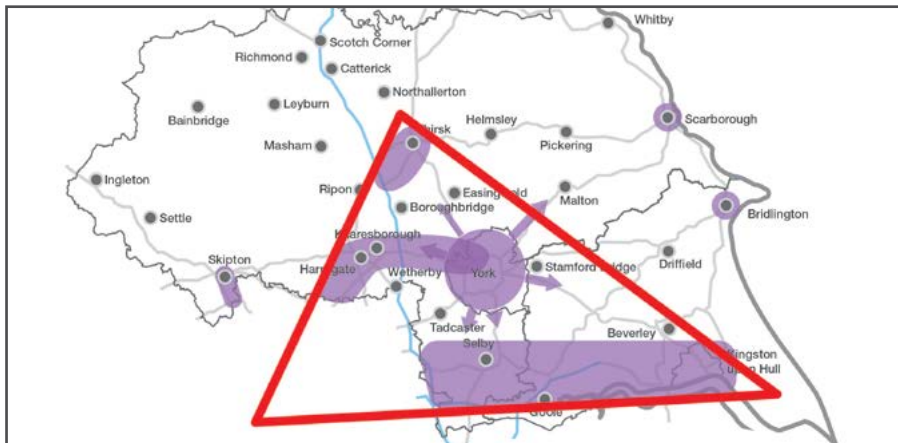 Whitby
Scotch Corner
Richmond
Catterick
Northallerton
Leyburn
Bainbridge
Helmsley
Scarborough
hirsk
Pickering
Masham
Ingleton
Ripon
Easingwold
Malton
Settle
Boroughbridge
Bridlington
Knaresborough
Skipton
Harrogate
York
Stamford Bridge
Driffield
Wetherby
Tadcaster
Beverley
Selby
Kingston
upon Hull
Goole